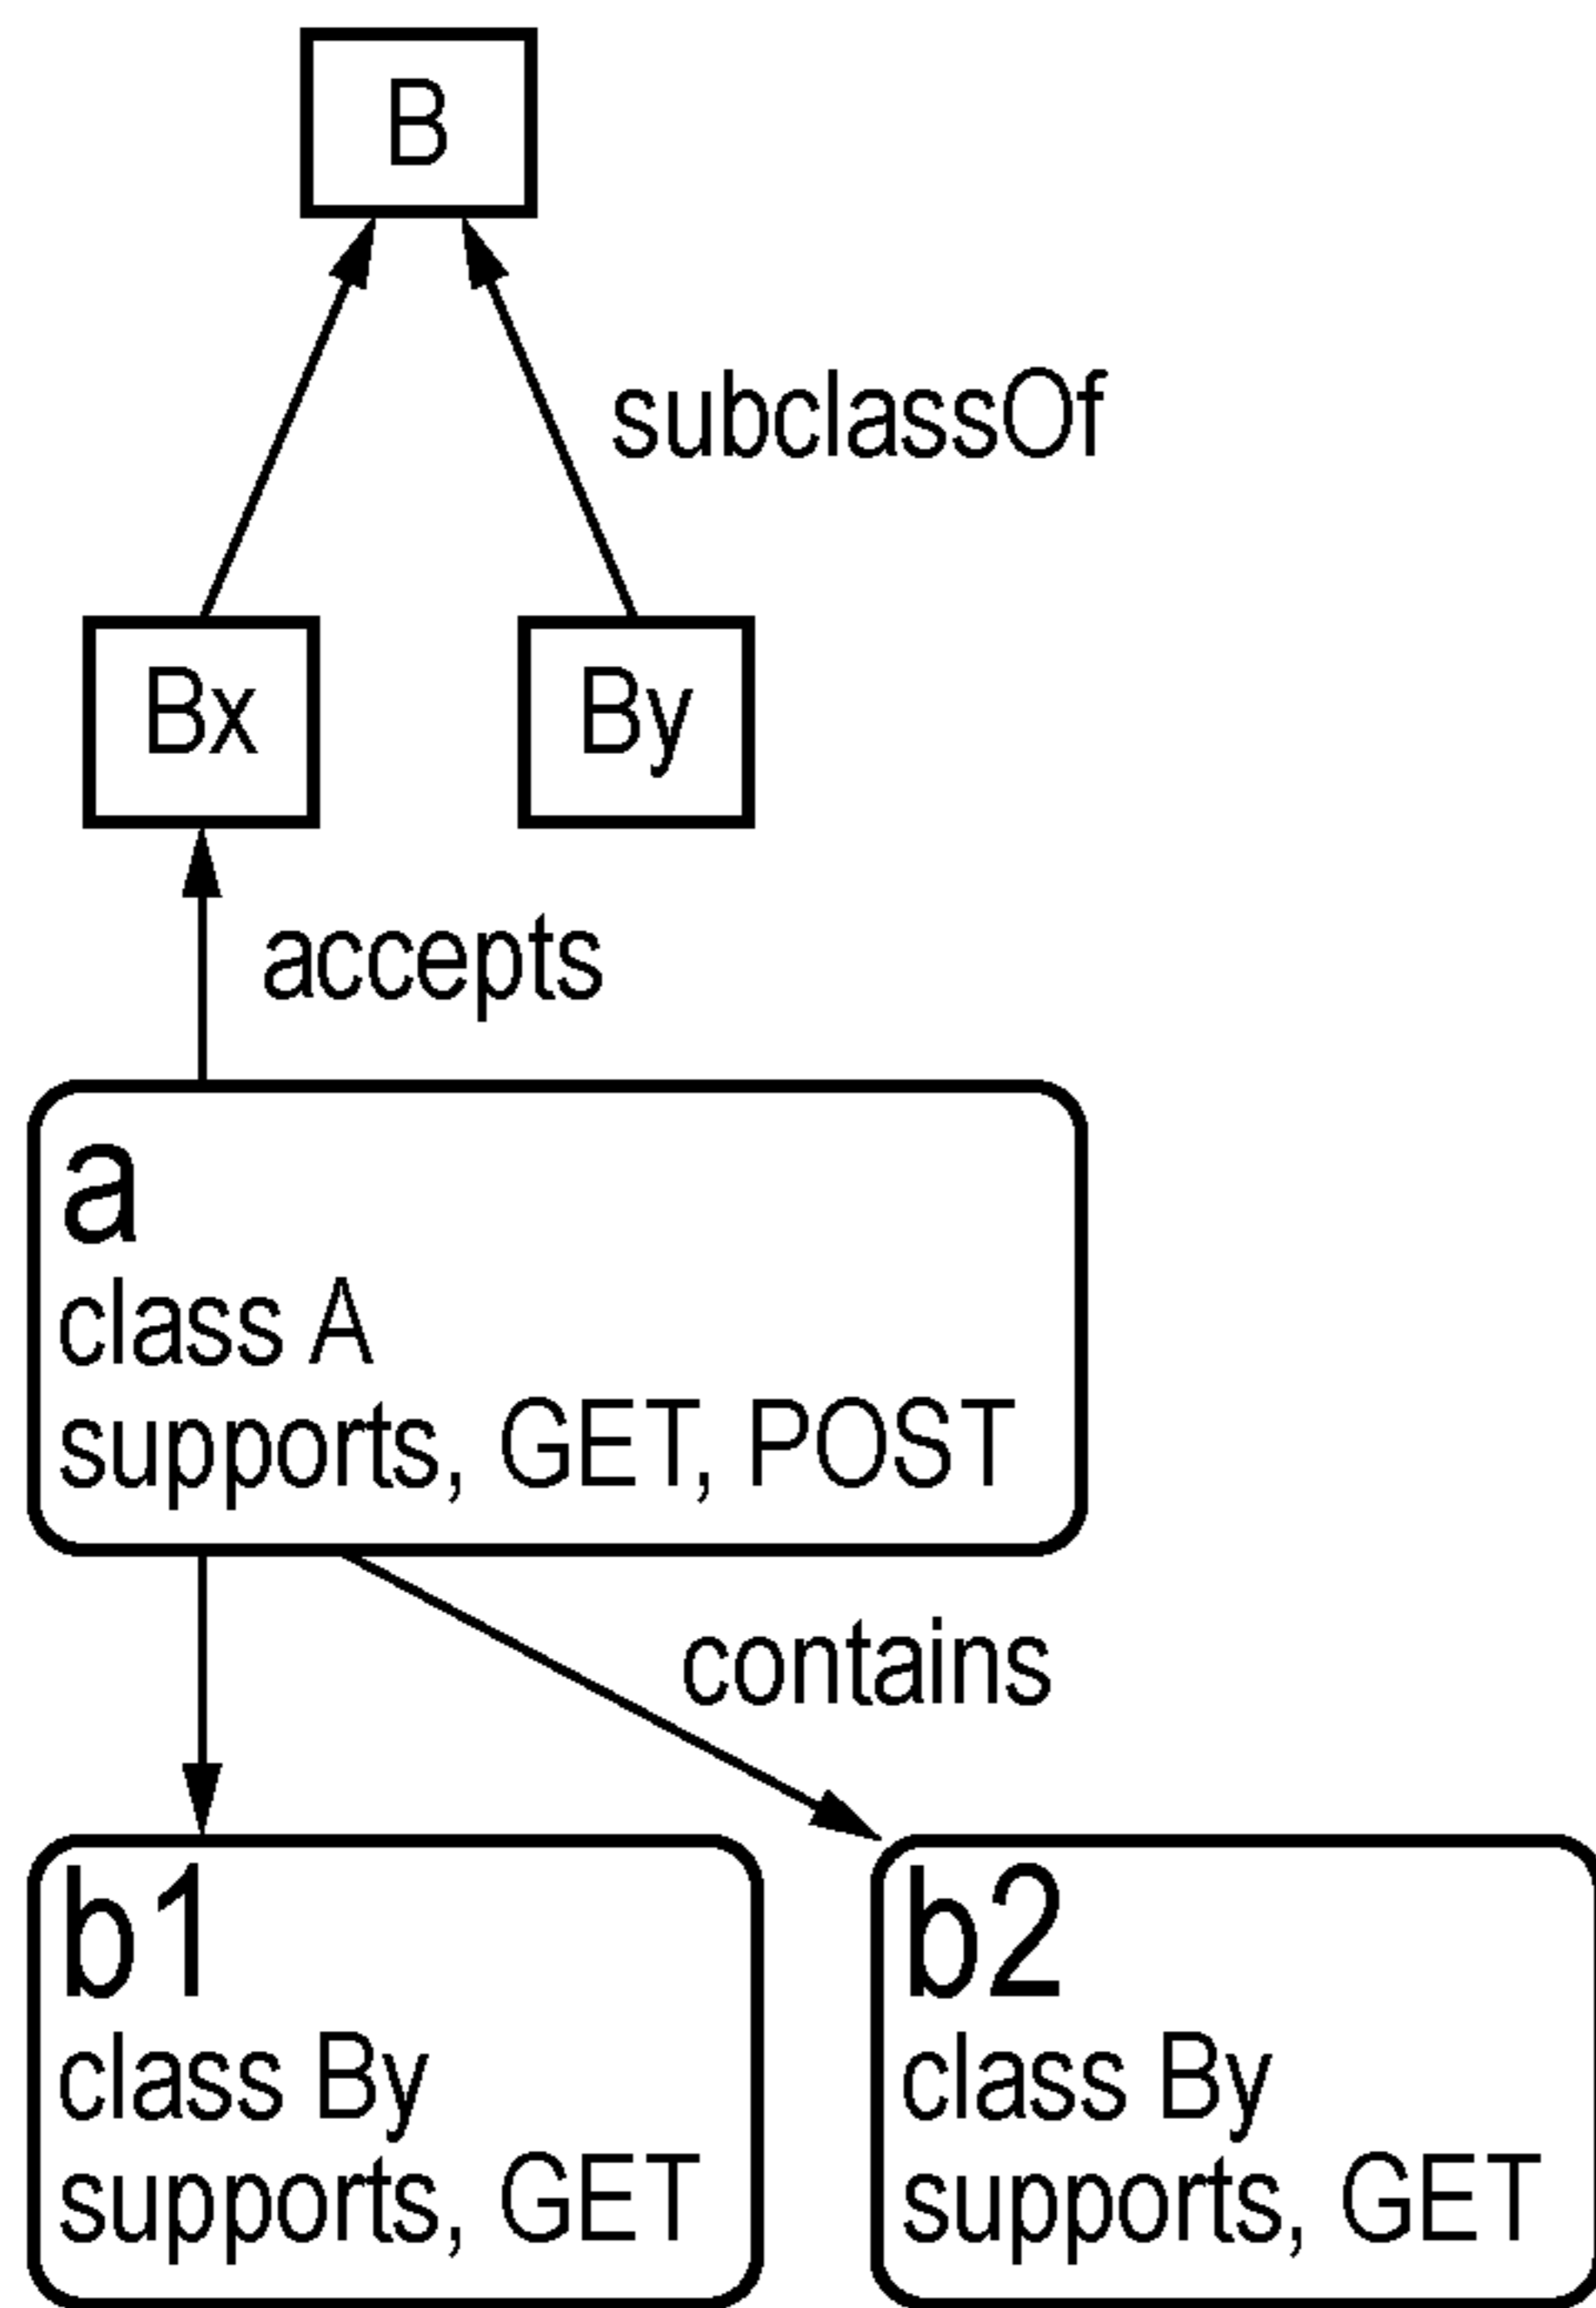 B
subclassOf
Bx
By
accepts
a
class A
supports, GET, POST
contains
b1
class By
supports, GET
b2
class By
supports, GET